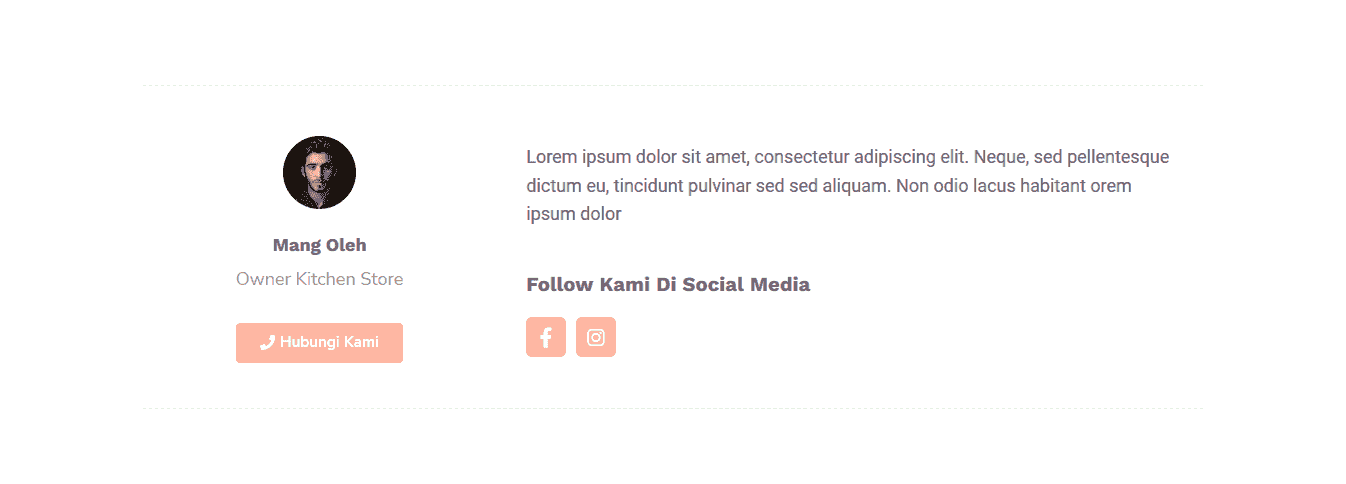 Mang Oleh
Owner Kitchen Store
Hubungi Kami
Lorem ipsum dolor sit amet, consectetur adipiscing elit. Neque, sed pellentesque
dictum eu, tincidunt pulvinar sed sed aliquam. Non odio lacus habitant orem
ipsum dolor
Follow Kami Di Social Media